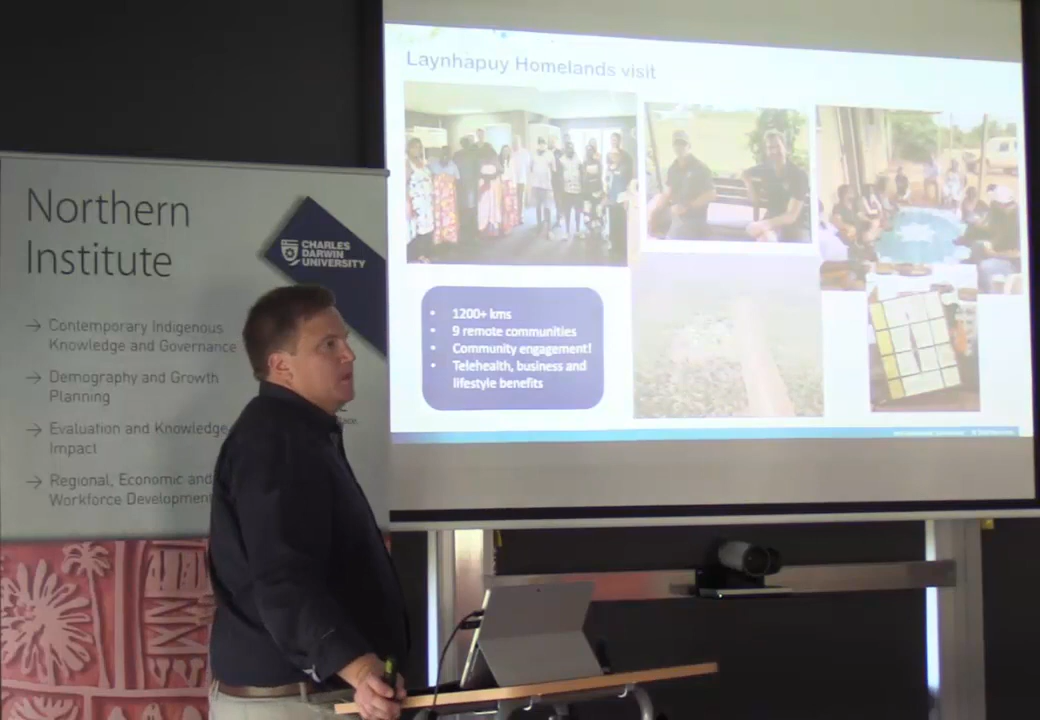 Laynhapuy Homelands visit
Northern
Institute
CHARLES
DARWIN
UNIVERSITY
→ Contemporary Indigenous
Knowledge and Governance
→ Demography and Growth
Planning
→ Evaluation and Knowledge
Impact
→ Regional, Economic and
Workforce Development
• 1200+ kms
• 9 remote communities
• Community engagement!
• Telehealth, business and
lifestyle benefits